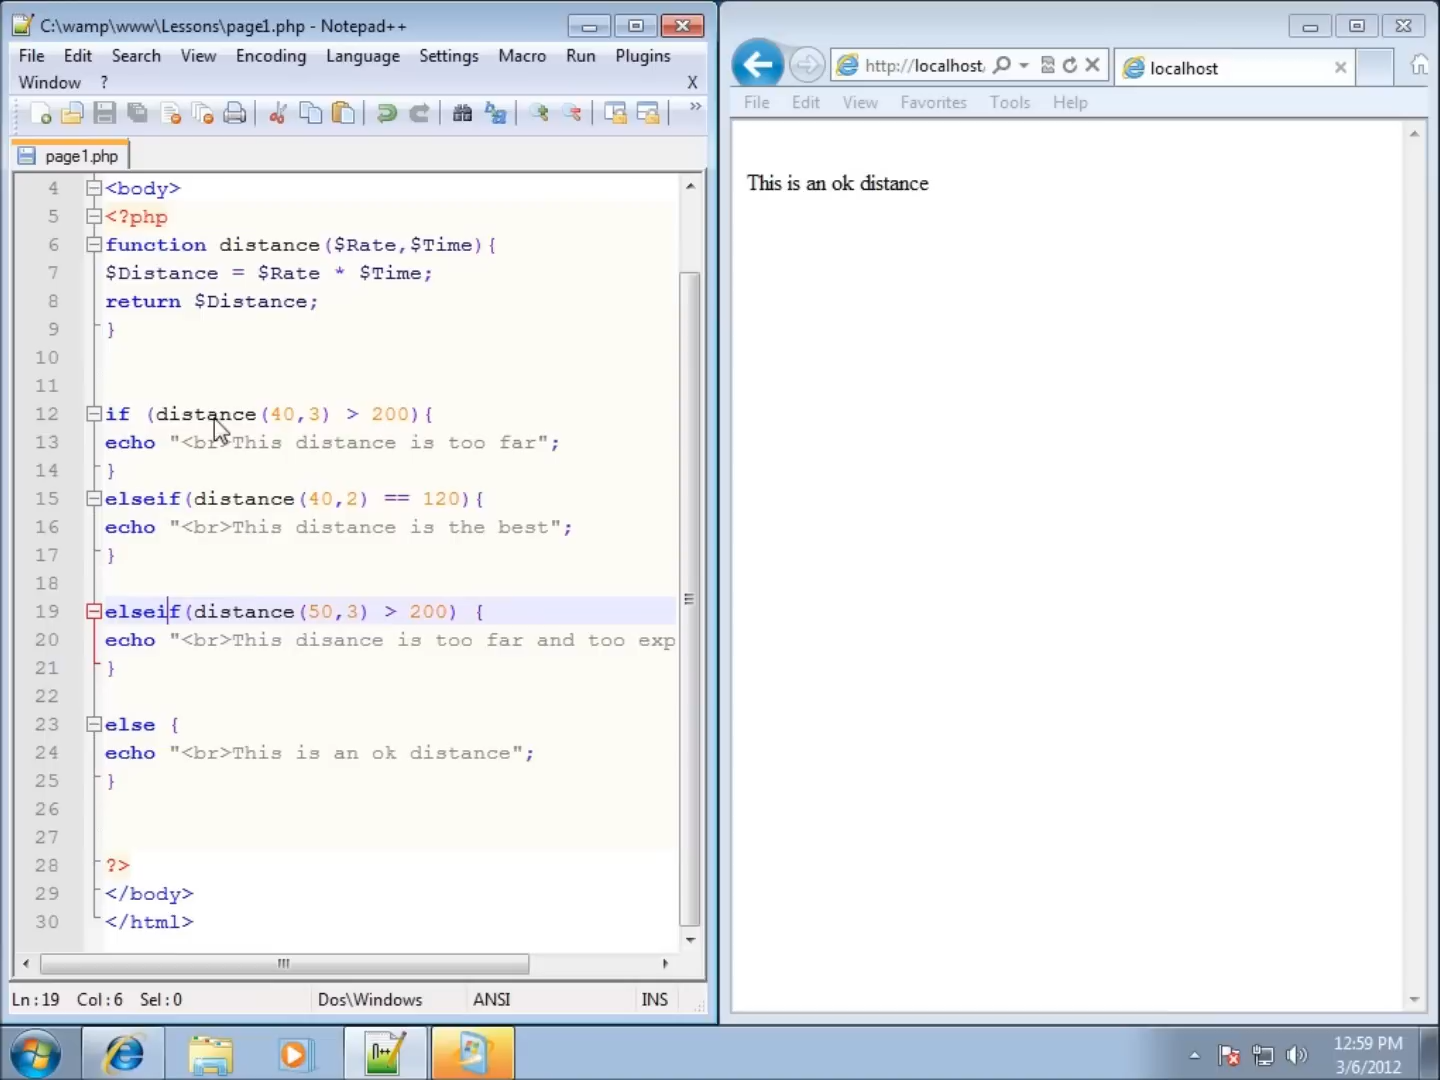 C:\wamp\www\Lessons\page1.php - Notepad++
File Edit Search View Encoding Language Settings Macro Run Plugins
Window ? X
page1.php
4 <body>
5 <?php
6 function distance($Rate,$Time){
7 $Distance = $Rate * $Time;
8 return $Distance;
9 }
10
11
12 if (distance(40,3) > 200){
13 echo "<br>This distance is too far";
14 }
15 elseif(distance(40,2) == 120){
16 echo "<br>This distance is the best";
17 }
18
19 elseif(distance(50,3) > 200) {
20 echo "<br>This disance is too far and too exp
21 }
22
23 else {
24 echo "<br>This is an ok distance";
25 }
26
27
28 ?>
29 </body>
30 </html>
Ln:19 Col:6 Sel:0 Dos\Windows ANSI INS
http://localhost
localhost
File Edit View Favorites Tools Help
This is an ok distance
12:59 PM
3/6/2012